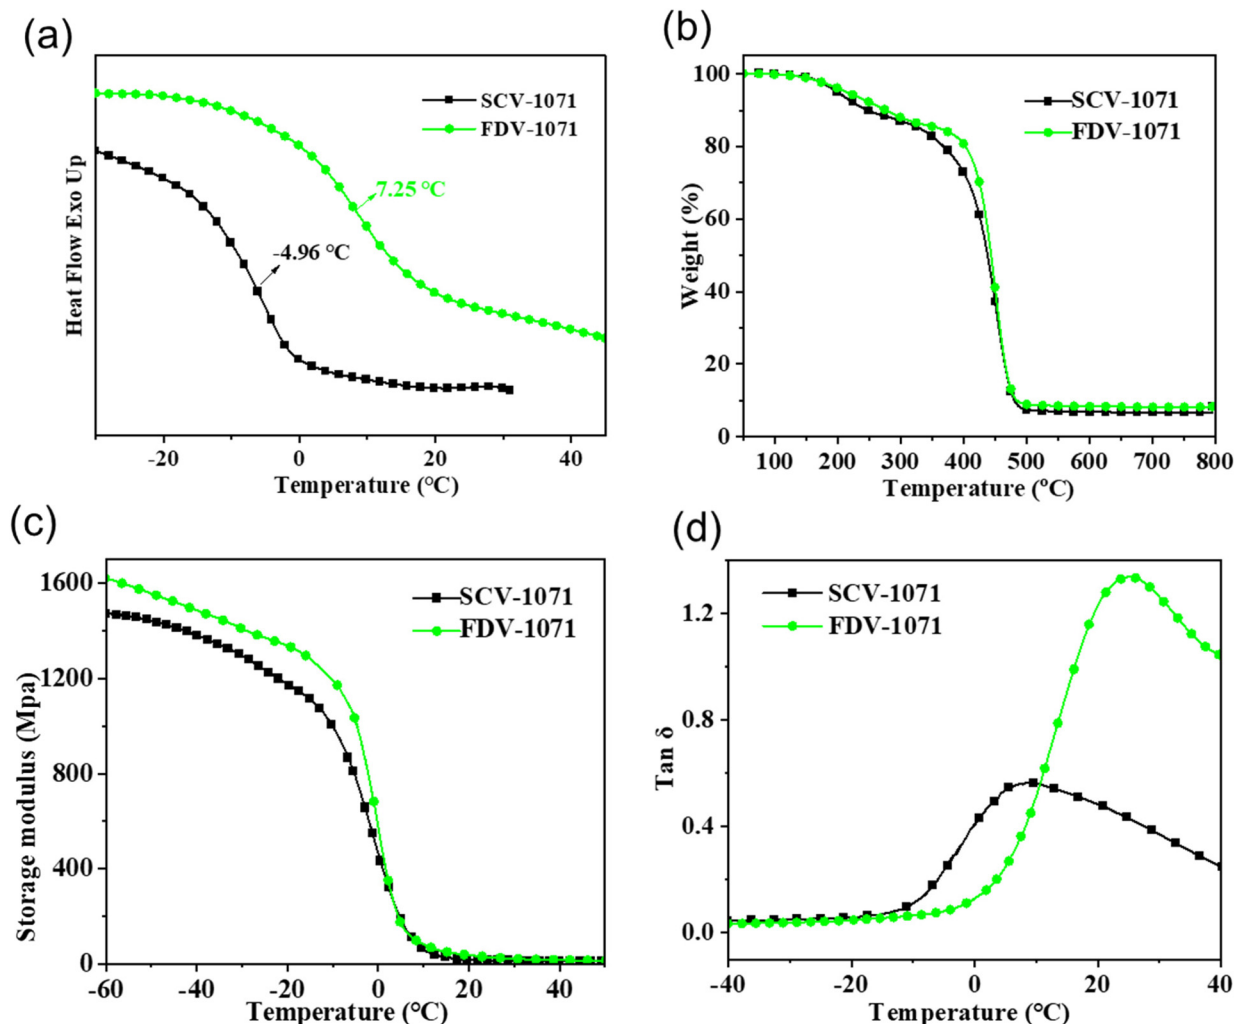 (a)
SCV-1071
FDV-1071
7.25 °C
-4.96 °C
Heat Flow Exo Up
-20 0 20 40
Temperature (°C)
(b)
100
80
60
40
20
0
SCV-1071
FDV-1071
Weight (%)
100 200 300 400 500 600 700 800
Temperature (°C)
(c)
1600
1200
800
400
0
SCV-1071
FDV-1071
Storage modulus (Mpa)
-60 -40 -20 0 20 40
Temperature (°C)
(d)
1.2
0.8
0.4
0.0
SCV-1071
FDV-1071
Tan δ
-40 -20 0 20 40
Temperature (°C)